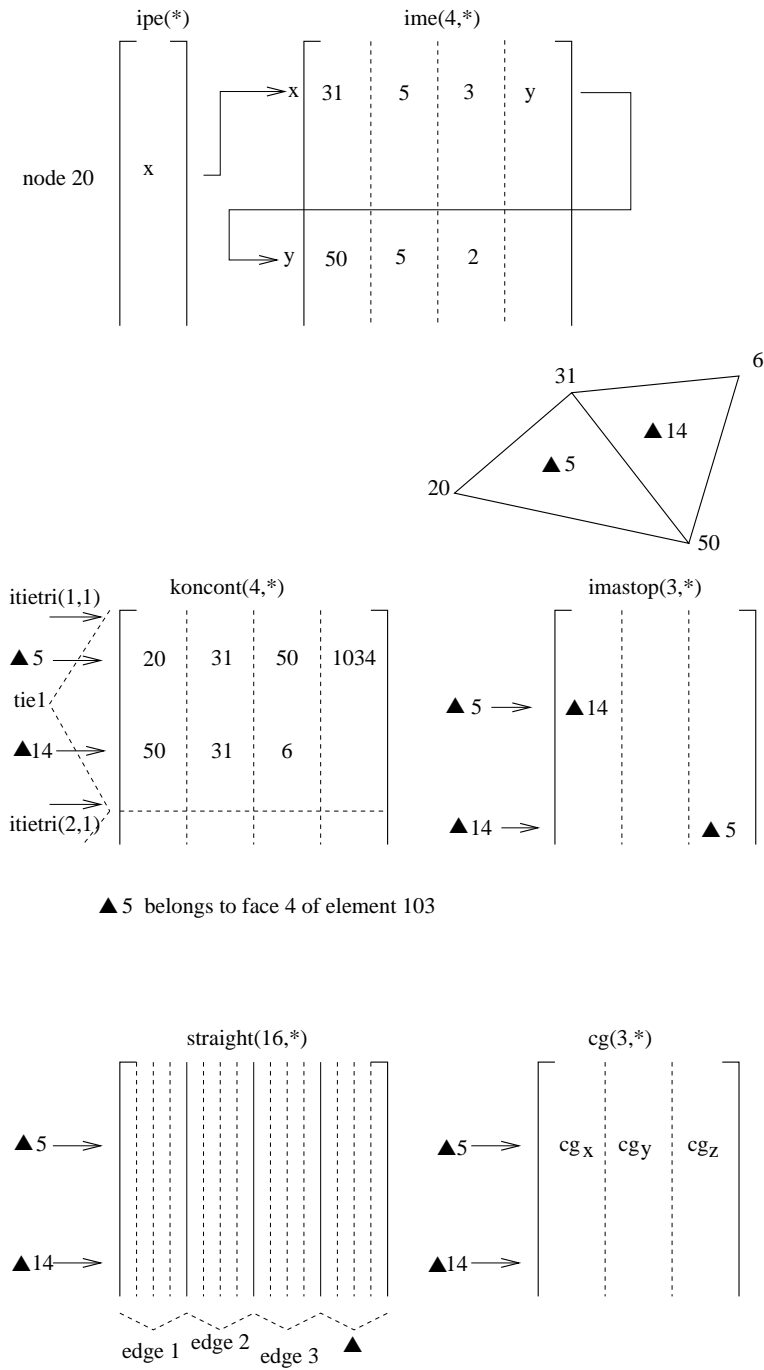 ipe(*) ime(4,*)
x 31 5 3 y
node 20 x
y 50 5 2
31 6
▲ 14
▲ 5
20
50
itietri(1,1) koncont(4,*) imastop(3,*)
▲ 5 20 31 50 1034
tie1 ▲ 5 ▲ 14
▲ 14 50 31 6
itietri(2,1) ▲ 14 ▲ 5
▲ 5 belongs to face 4 of element 103
straight(16,*) cg(3,*)
▲ 5 ▲ 5 cg x cg y cg z
▲ 14 ▲ 14
edge 1 edge 2 edge 3 ▲